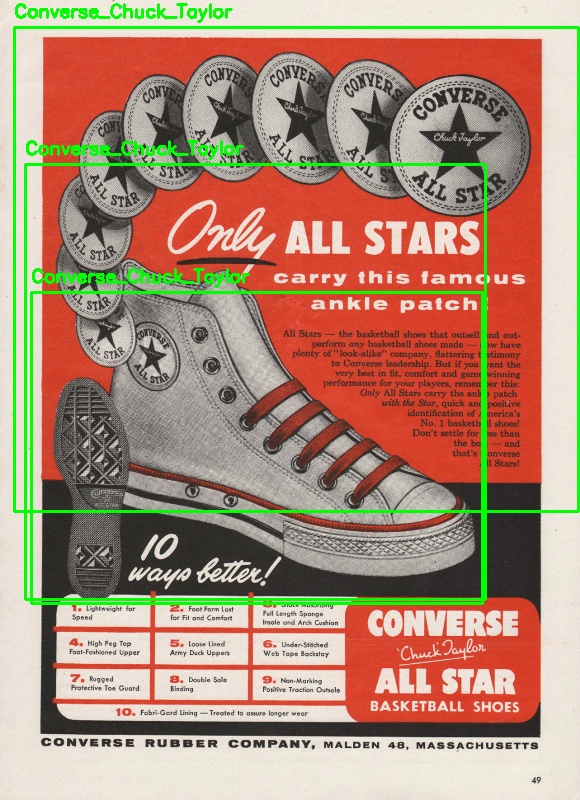 Converse_Chuck_Taylor
CONVERSE
Chuck Taylor
ALL STAR
Converse_Chuck_Taylor
Only ALL STARS
Converse_Chuck_Taylor
carry this famous
ankle patch!
All Stars — the basketball shoes that outsell and out-
perform any basketball shoes made — now have
plenty of "look-alike" company, flattering testimony
to Converse leadership. But if you want the
very best in fit, comfort and game winning
performance for your players, remember this:
Only All Stars carry the ankle patch
with the Star, quick and positive
identification of America's
No. 1 basketball shoes!
Don't settle for less than
the best — and
that's Converse
All Stars!
CONVERSE
ALL STAR
10
ways better!
1. Lightweight for
Speed
2. Foot Form Last
for Fit and Comfort
3. Shock Absorbing
Full Length Sponge
Insole and Arch Cushion
4. High Peg Top
Foot-Fashioned Upper
5. Loose Lined
Army Duck Uppers
6. Under-Stitched
Web Tape Backstay
7. Rugged
Protective Toe Guard
8. Double Sole
Binding
9. Non-Marking
Positive Traction Outsole
10. Fabri-Gard Lining — Treated to assure longer wear
CONVERSE
"Chuck" Taylor
ALL STAR
BASKETBALL SHOES
CONVERSE RUBBER COMPANY, MALDEN 48, MASSACHUSETTS
49